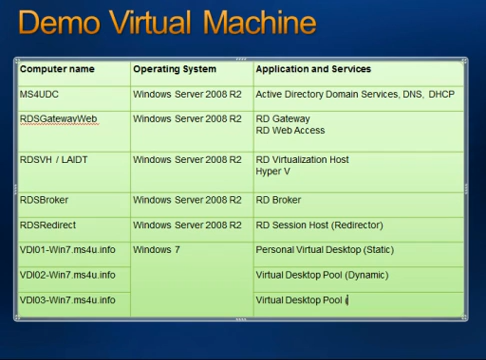 Demo Virtual Machine
Computer name Operating System Application and Services
MS4UDC Windows Server 2008 R2 Active Directory Domain Services, DNS, DHCP
RDSGatewayWeb Windows Server 2008 R2 RD Gateway
RD Web Access
RDSVH / LAIDT Windows Server 2008 R2 RD Virtualization Host
Hyper V
RDSBroker Windows Server 2008 R2 RD Broker
RDSRedirect Windows Server 2008 R2 RD Session Host (Redirector)
VDI01-Win7.ms4u.info Windows 7 Personal Virtual Desktop (Static)
VDI02-Win7.ms4u.info Virtual Desktop Pool (Dynamic)
VDI03-Win7.ms4u.info Virtual Desktop Pool (